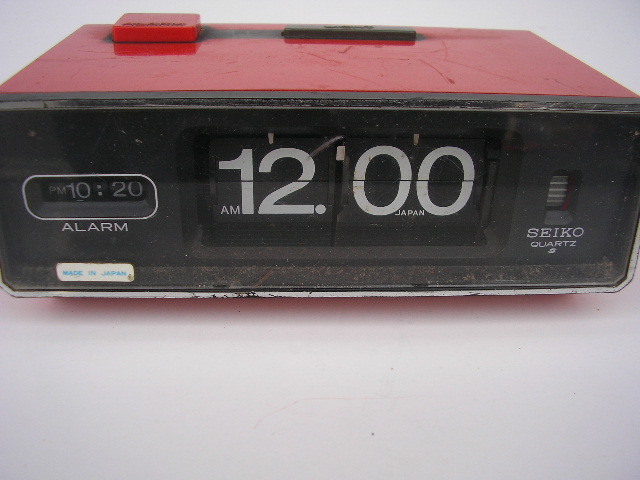 PM 10:20
ALARM
MADE IN JAPAN
AM 12.00
JAPAN
SEIKO
QUARTZ